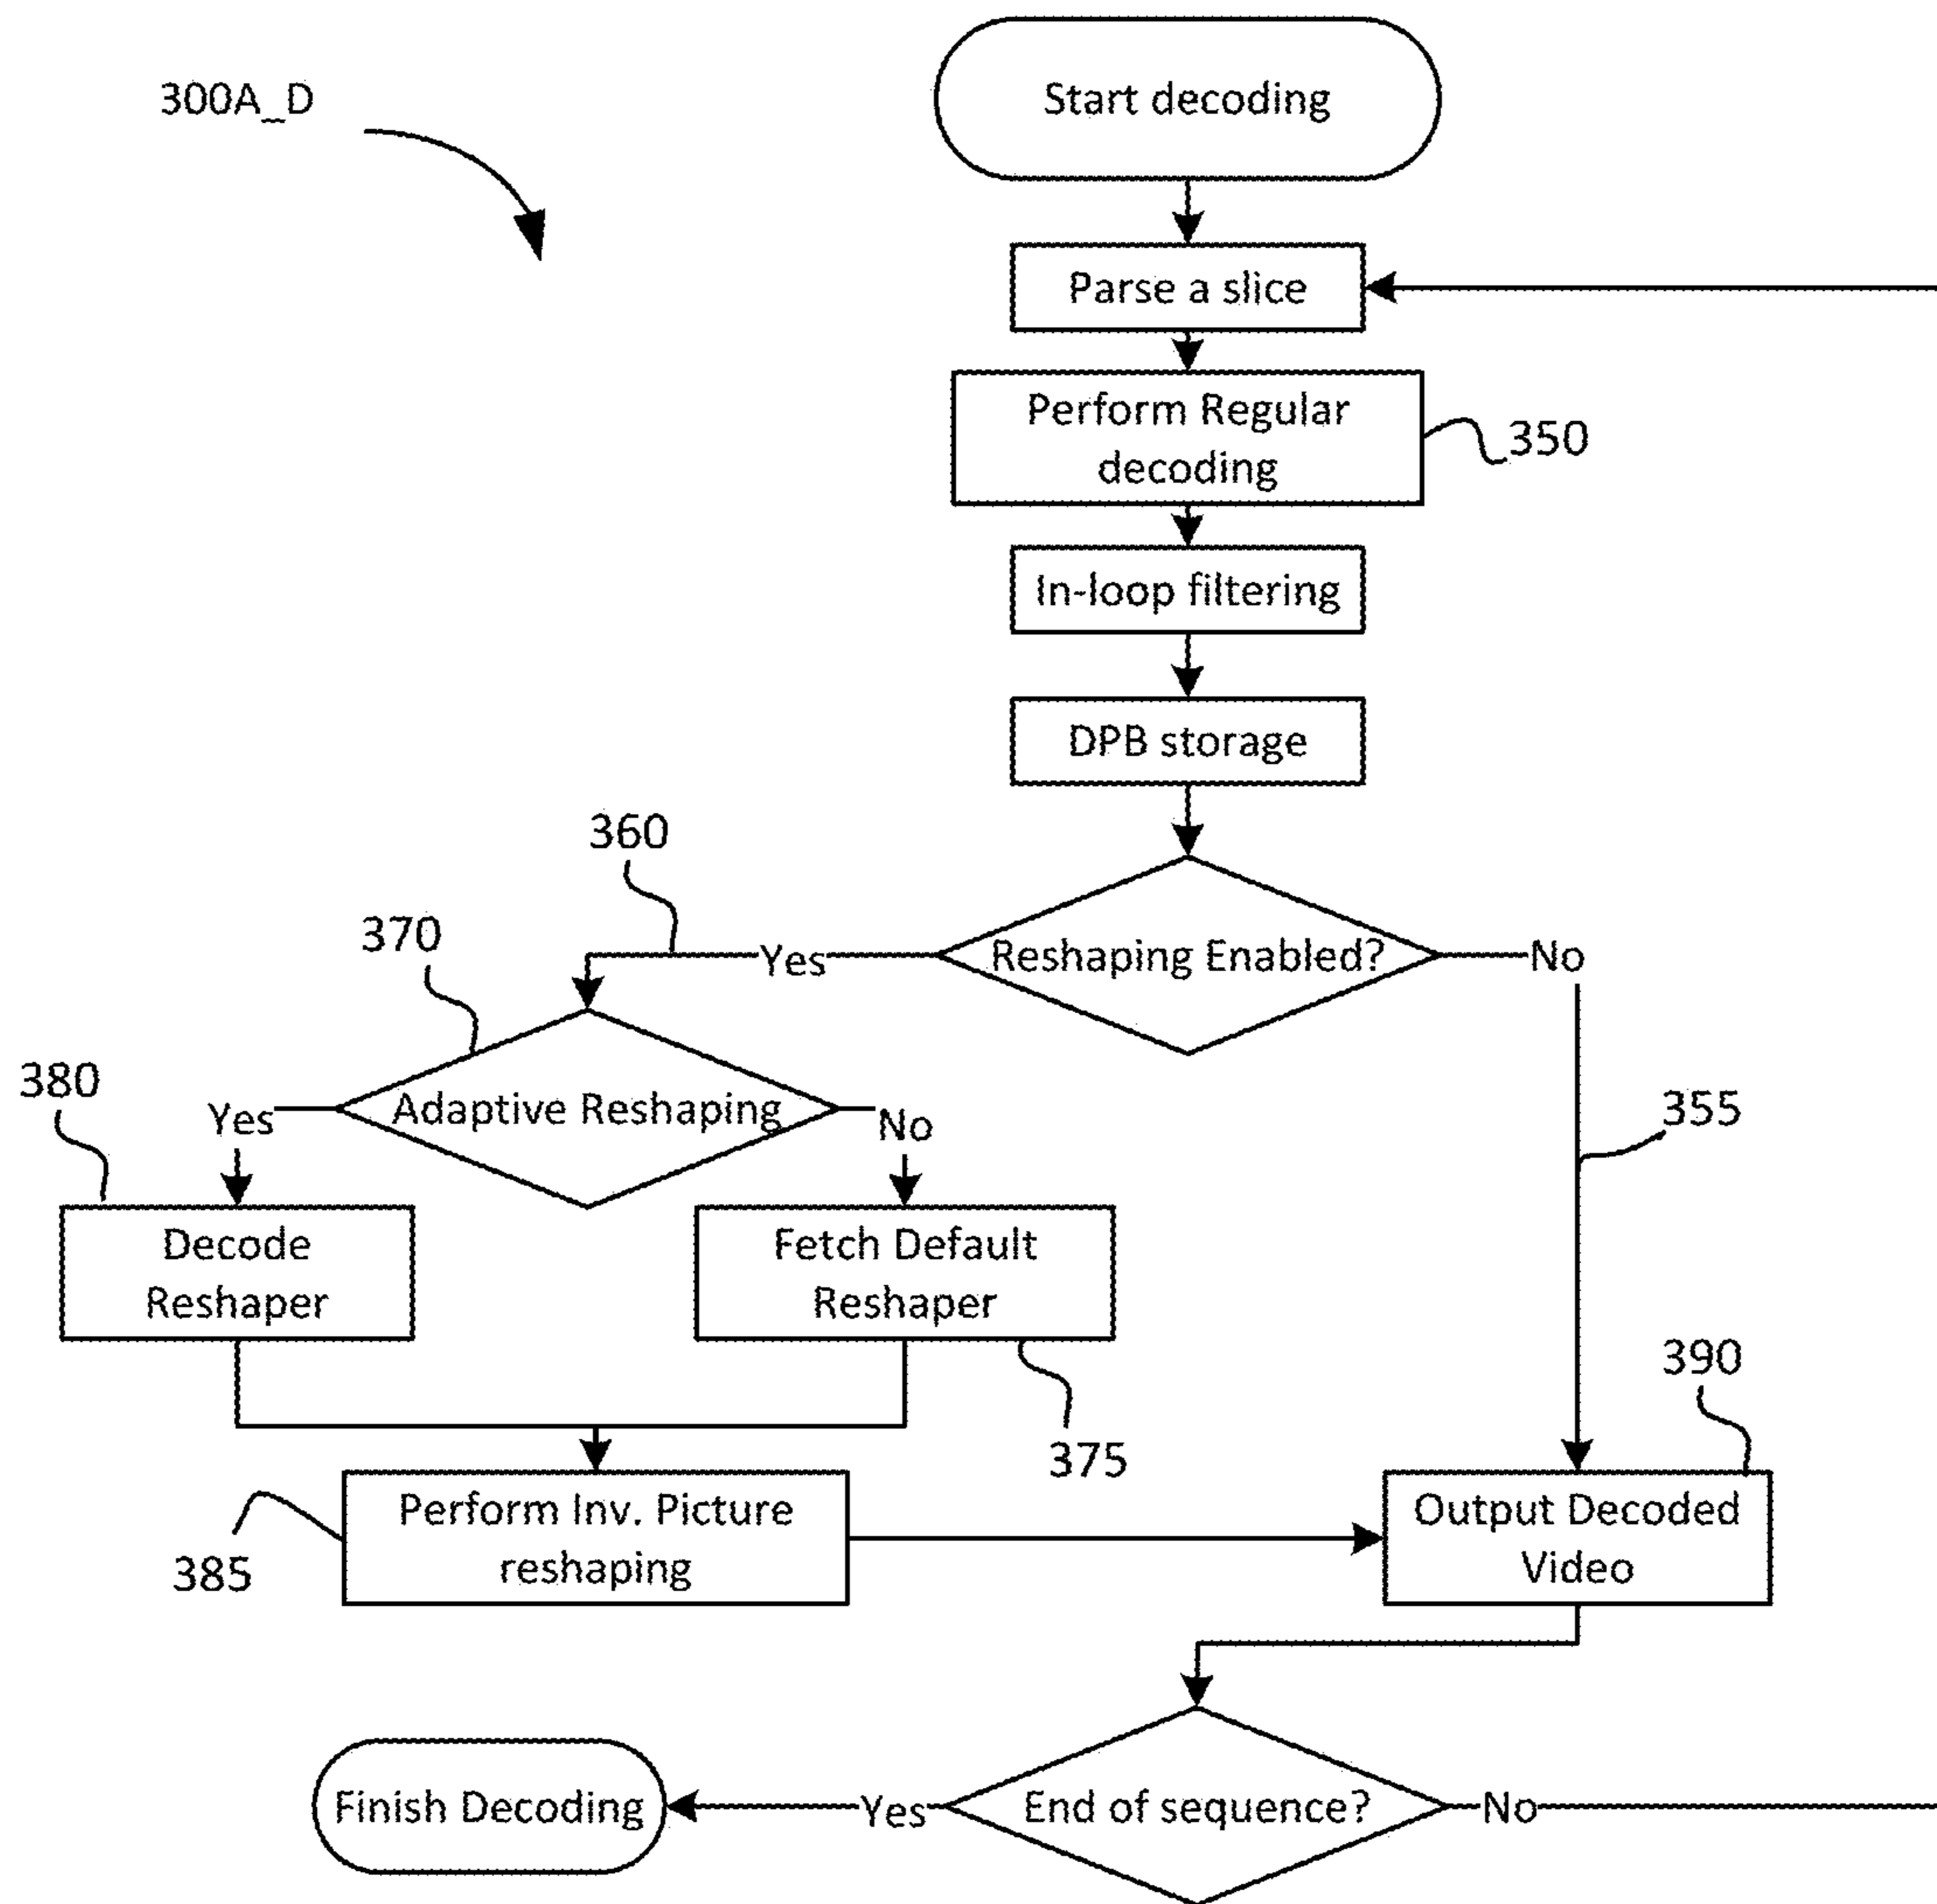 300A_D
Start decoding
Parse a slice
Perform Regular
decoding
350
In-loop filtering
DPB storage
360
Reshaping Enabled?
Yes
No
370
Adaptive Reshaping
Yes
No
380
355
Decode
Reshaper
Fetch Default
Reshaper
375
390
Perform Inv. Picture
reshaping
385
Output Decoded
Video
End of sequence?
Yes
No
Finish Decoding